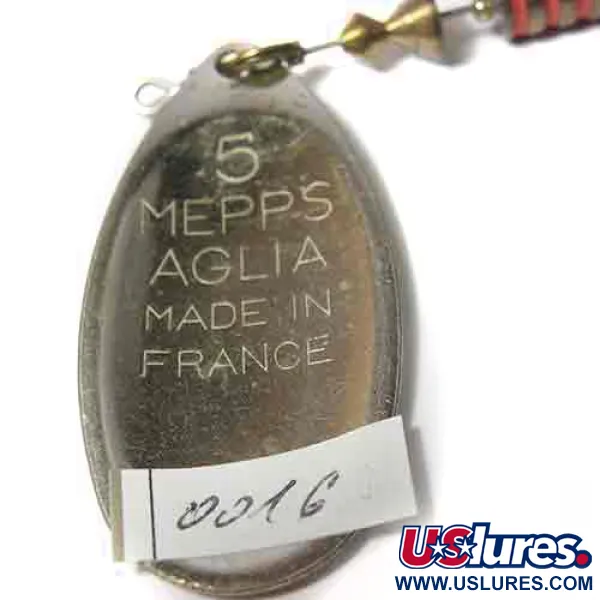 5
MEPPS
AGLIA
MADE IN
FRANCE
0016
USlures.
WWW.USLURES.COM